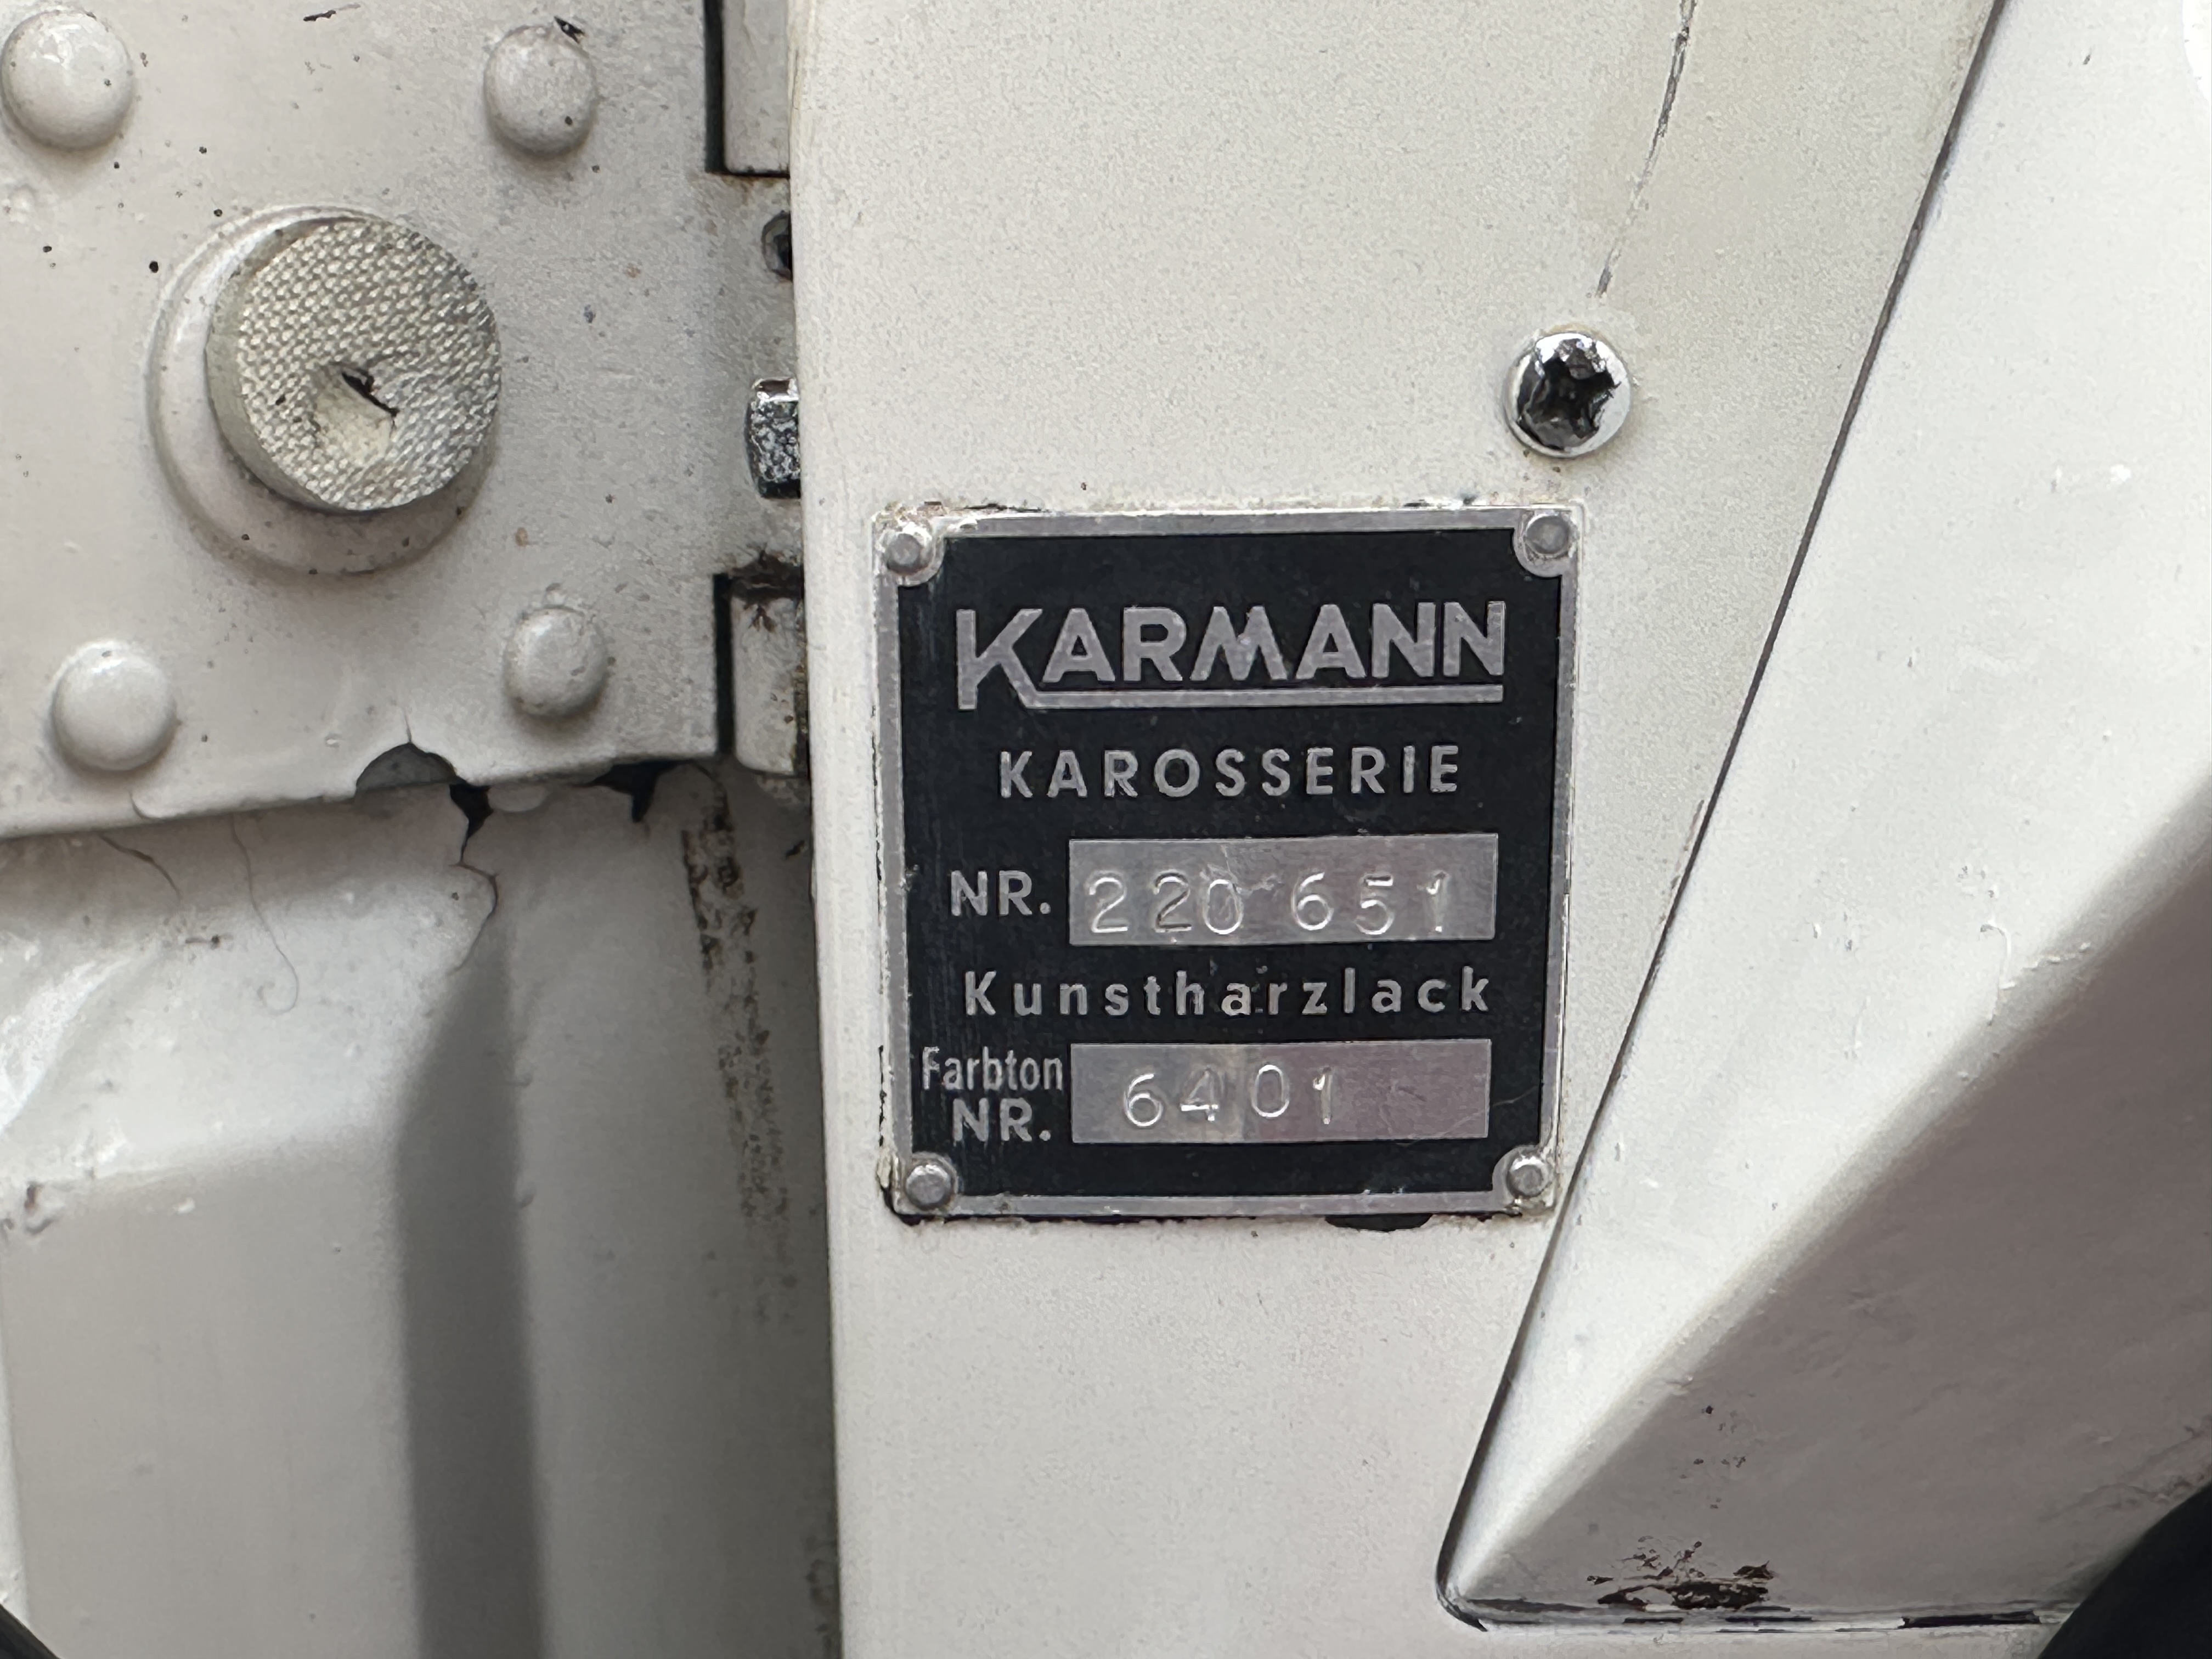 KARMANN
KAROSSERIE
NR. 220 651
Kunstharzlack
Farbton
NR. 6401